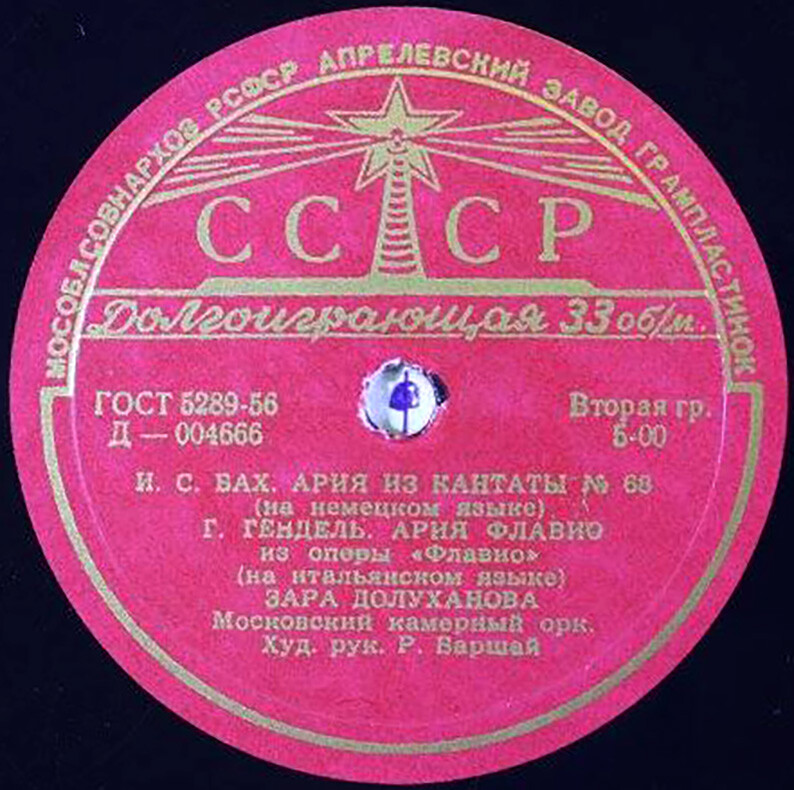 МОСОБЛСОВНАРХОЗ РСФСР АПРЕЛЕВСКИЙ ЗАВОД ГРАМПЛАСТИНОК
СССР
Долгоиграющая 33 об/м.
ГОСТ 5289-56
Д — 004666
Вторая гр.
5-00
И. С. БАХ. АРИЯ ИЗ КАНТАТЫ № 68
(на немецком языке)
Г. ГЕНДЕЛЬ. АРИЯ ФЛАВИО
из оперы «Флавио»
(на итальянском языке)
ЗАРА ДОЛУХАНОВА
Московский камерный орк.
Худ. рук. Р. Баршай